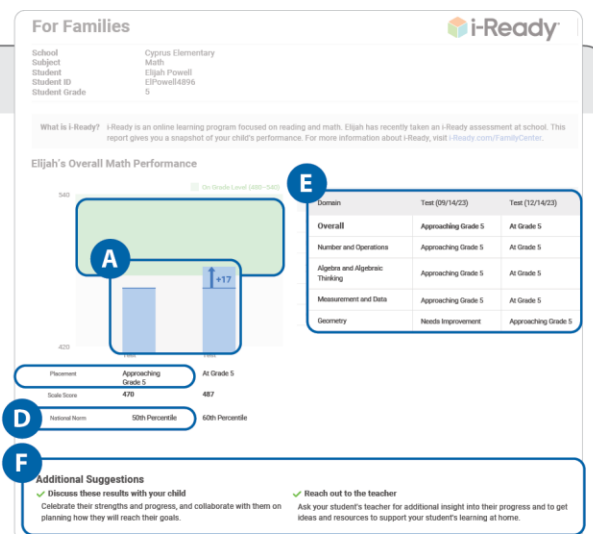 For Families
i-Ready
School Cyprus Elementary
Subject Math
Student Elijah Powell
Student ID ElPowell4896
Student Grade 5
What is i-Ready? i-Ready is an online learning program focused on reading and math. Elijah has recently taken an i-Ready assessment at school. This
report gives you a snapshot of your child's performance. For more information about i-Ready, visit i-Ready.com/
FamilyCenter.
Elijah's Overall Math Performance
On Grade Level (480–540)
540
A
+17
420
Test Test
Placement Approaching Grade 5 At Grade 5
Scale Score 470 487
D
National Norm 50th Percentile 60th Percentile
E
Domain Test (09/14/23) Test (12/14/23)
Overall Approaching Grade 5 At Grade 5
Number and Operations Approaching Grade 5 At Grade 5
Algebra and Algebraic
Thinking Approaching Grade 5 At Grade 5
Measurement and Data Approaching Grade 5 At Grade 5
Geometry Needs Improvement Approaching Grade 5
F
Additional Suggestions
Discuss these results with your child
Celebrate their strengths and progress, and collaborate with them on
planning how they will reach their goals.
Reach out to the teacher
Ask your student's teacher for additional insight into their progress and to get
ideas and resources to support your student's learning at home.